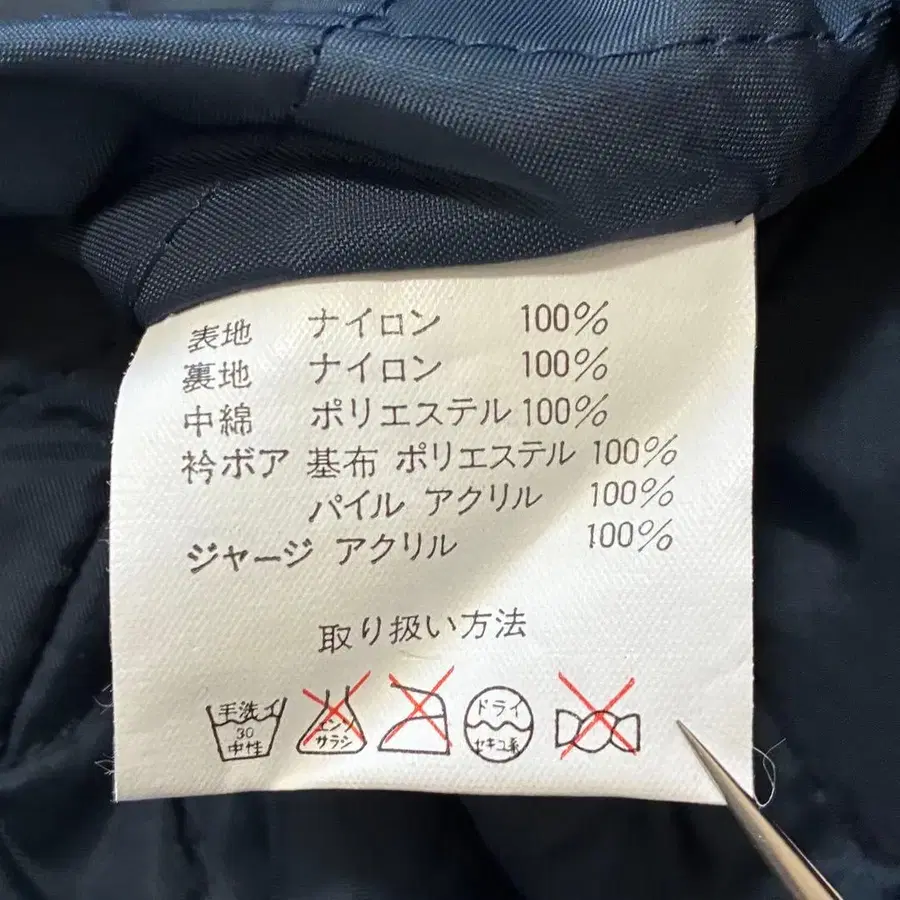 表地 ナイロン 100%
裏地 ナイロン 100%
中綿 ポリエステル 100%
衿ボア 基布 ポリエステル 100%
パイル アクリル 100%
ジャージ アクリル 100%
取り扱い方法
手洗イ
30
中性
エンソ
サラシ
ドライ
セキユ系